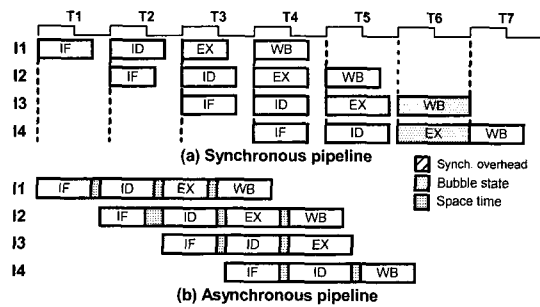 T1 T2 T3 T4 T5 T6 T7
I1 IF ID EX WB
I2 IF ID EX WB
I3 IF ID EX WB
I4 IF ID EX WB
(a) Synchronous pipeline
Synch. overhead
Bubble state
Space time
I1 IF ID EX WB
I2 IF ID EX WB
I3 IF ID EX
I4 IF ID WB
(b) Asynchronous pipeline